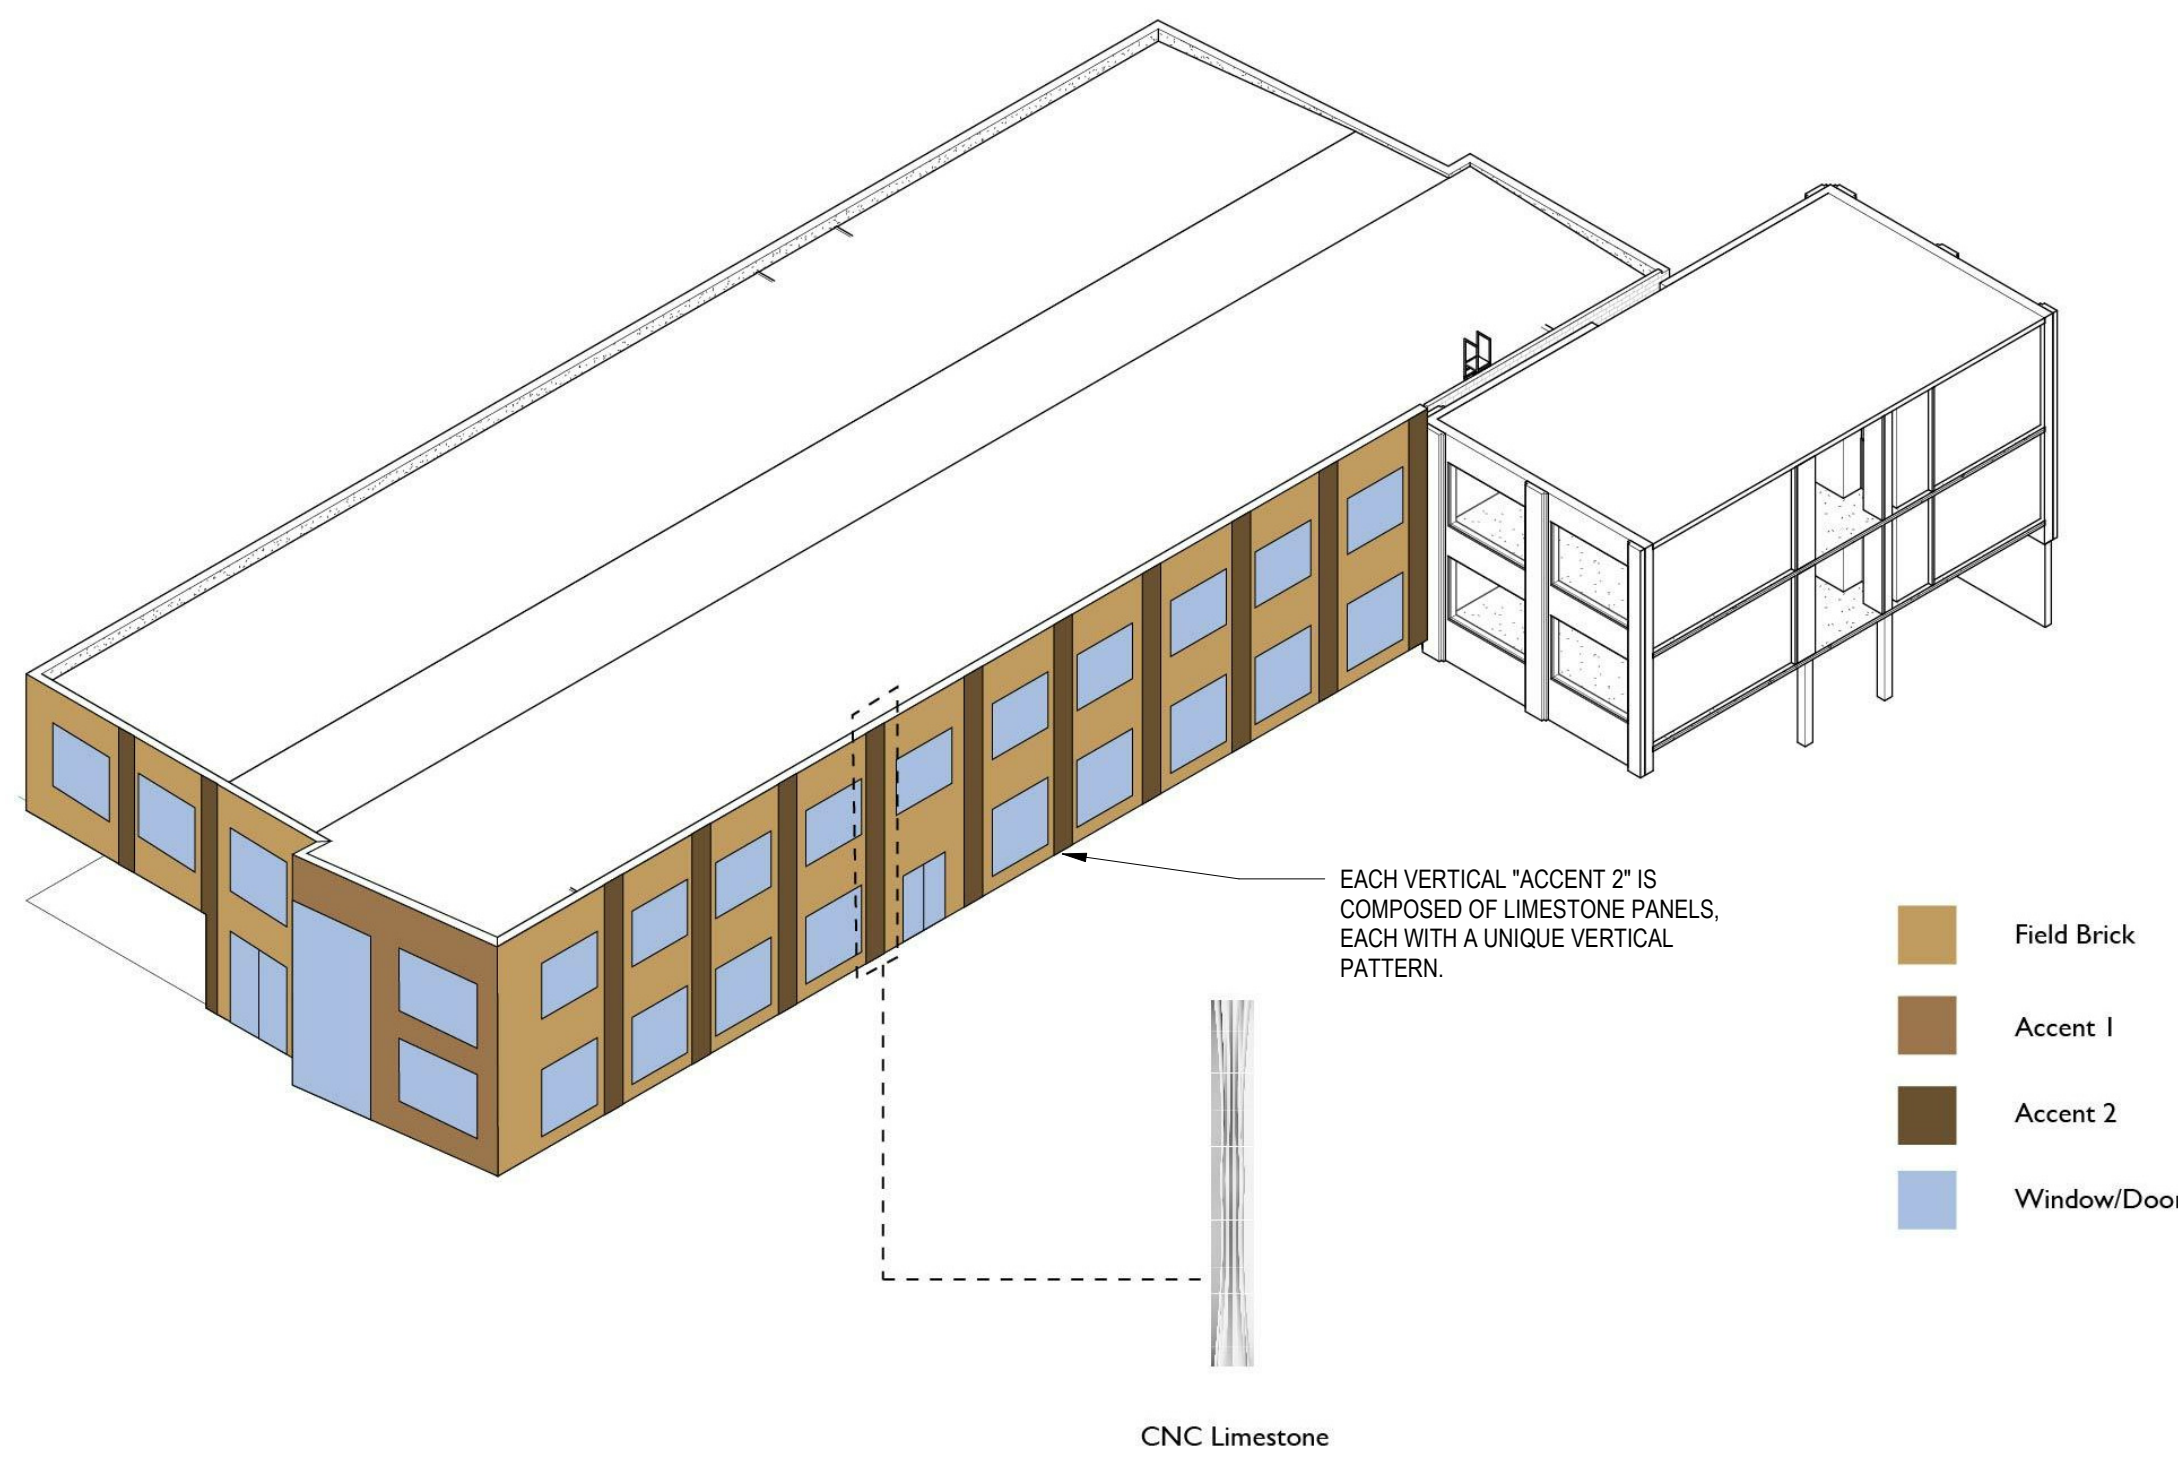 EACH VERTICAL "ACCENT 2" IS
COMPOSED OF LIMESTONE PANELS,
EACH WITH A UNIQUE VERTICAL
PATTERN.
Field Brick
Accent 1
Accent 2
Window/Door
CNC Limestone